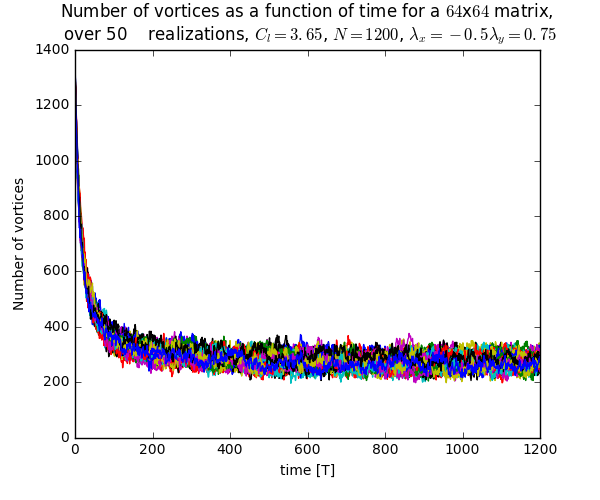 Number of vortices as a function of time for a 64x64 matrix,
over 50    realizations, C_l = 3.65, N = 1200, λ_x = −0.5λ_y = 0.75
1400
1200
1000
800
600
400
200
0
Number of vortices
0 200 400 600 800 1000 1200
time [T]